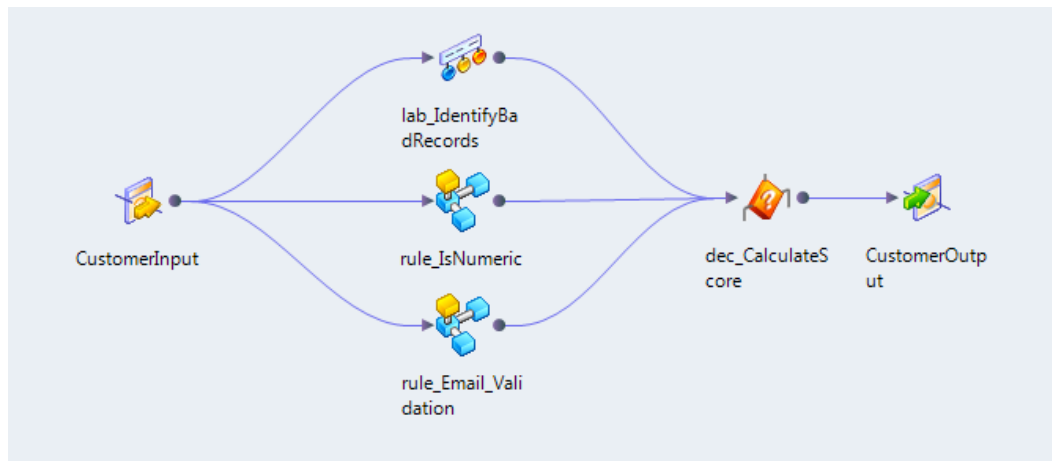 lab_IdentifyBa
dRecords
CustomerInput
rule_IsNumeric
dec_CalculateS
core
CustomerOutp
ut
rule_Email_Vali
dation